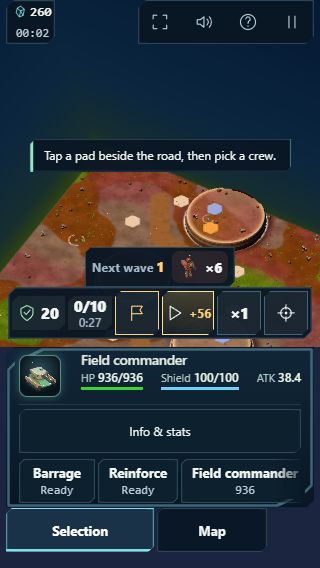 260
00:02
Tap a pad beside the road, then pick a crew.
Next wave 1 ×6
20 0/10 0:27 +56 ×1
Field commander
HP 936/936 Shield 100/100 ATK 38.4
Info & stats
Barrage Reinforce Field commander
Ready Ready 936
Selection Map